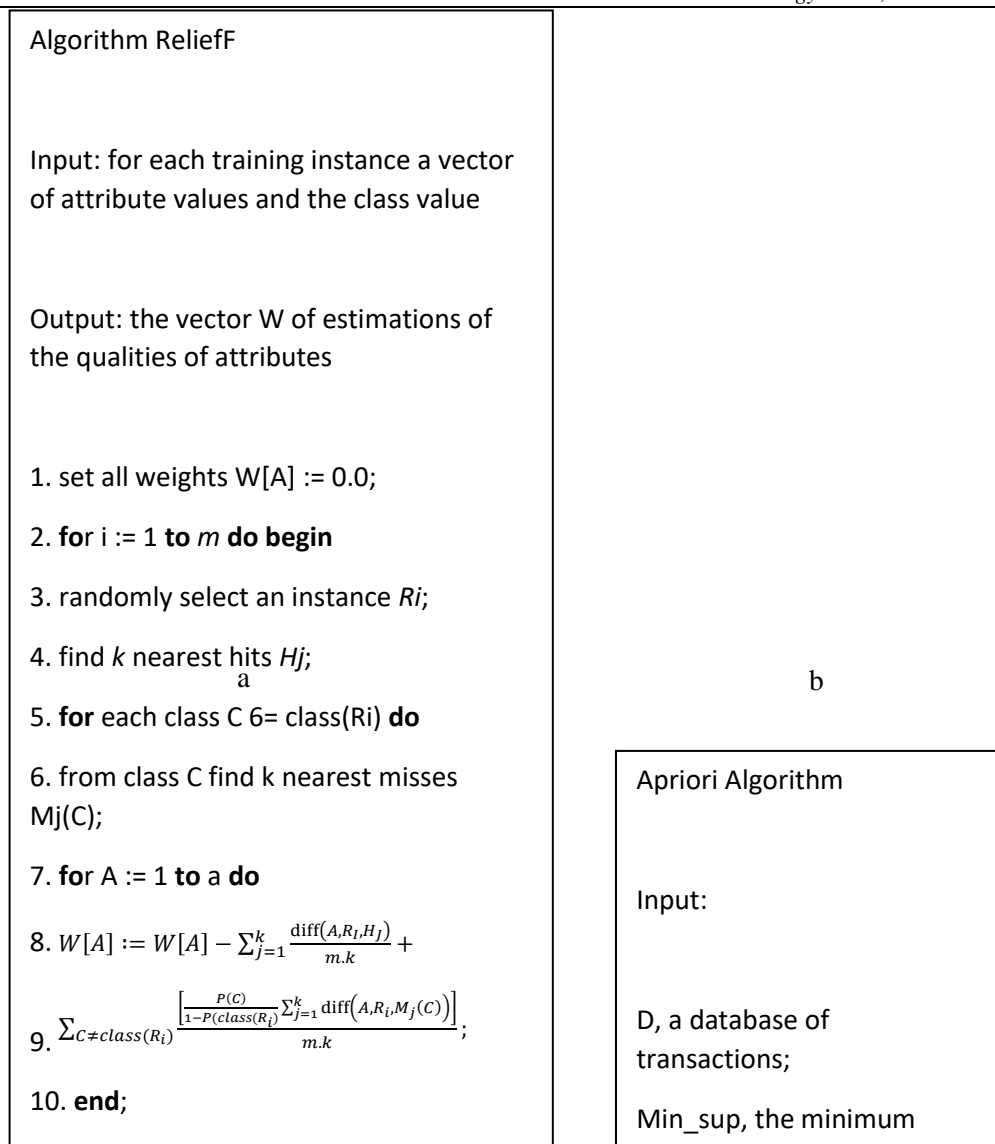 Algorithm ReliefF
Input: for each training instance a vector
of attribute values and the class value
Output: the vector W of estimations of
the qualities of attributes
1. set all weights W[A] := 0.0;
2. for i := 1 to m do begin
3. randomly select an instance Ri;
4. find k nearest hits Hj;
a
5. for each class C 6= class(Ri) do
6. from class C find k nearest misses
Mj(C);
7. for A := 1 to a do
8. W[A] := W[A] − ∑_{j=1}^{k} diff(A,R_I,H_J)/m.k +
9. ∑_{C≠class(R_i)} [P(C)/1−P(class(R_i) ∑_{j=1}^{k} diff(A,R_i,M_j(C))]/m.k ;
10. end;
b
Apriori Algorithm
Input:
D, a database of
transactions;
Min_sup, the minimum